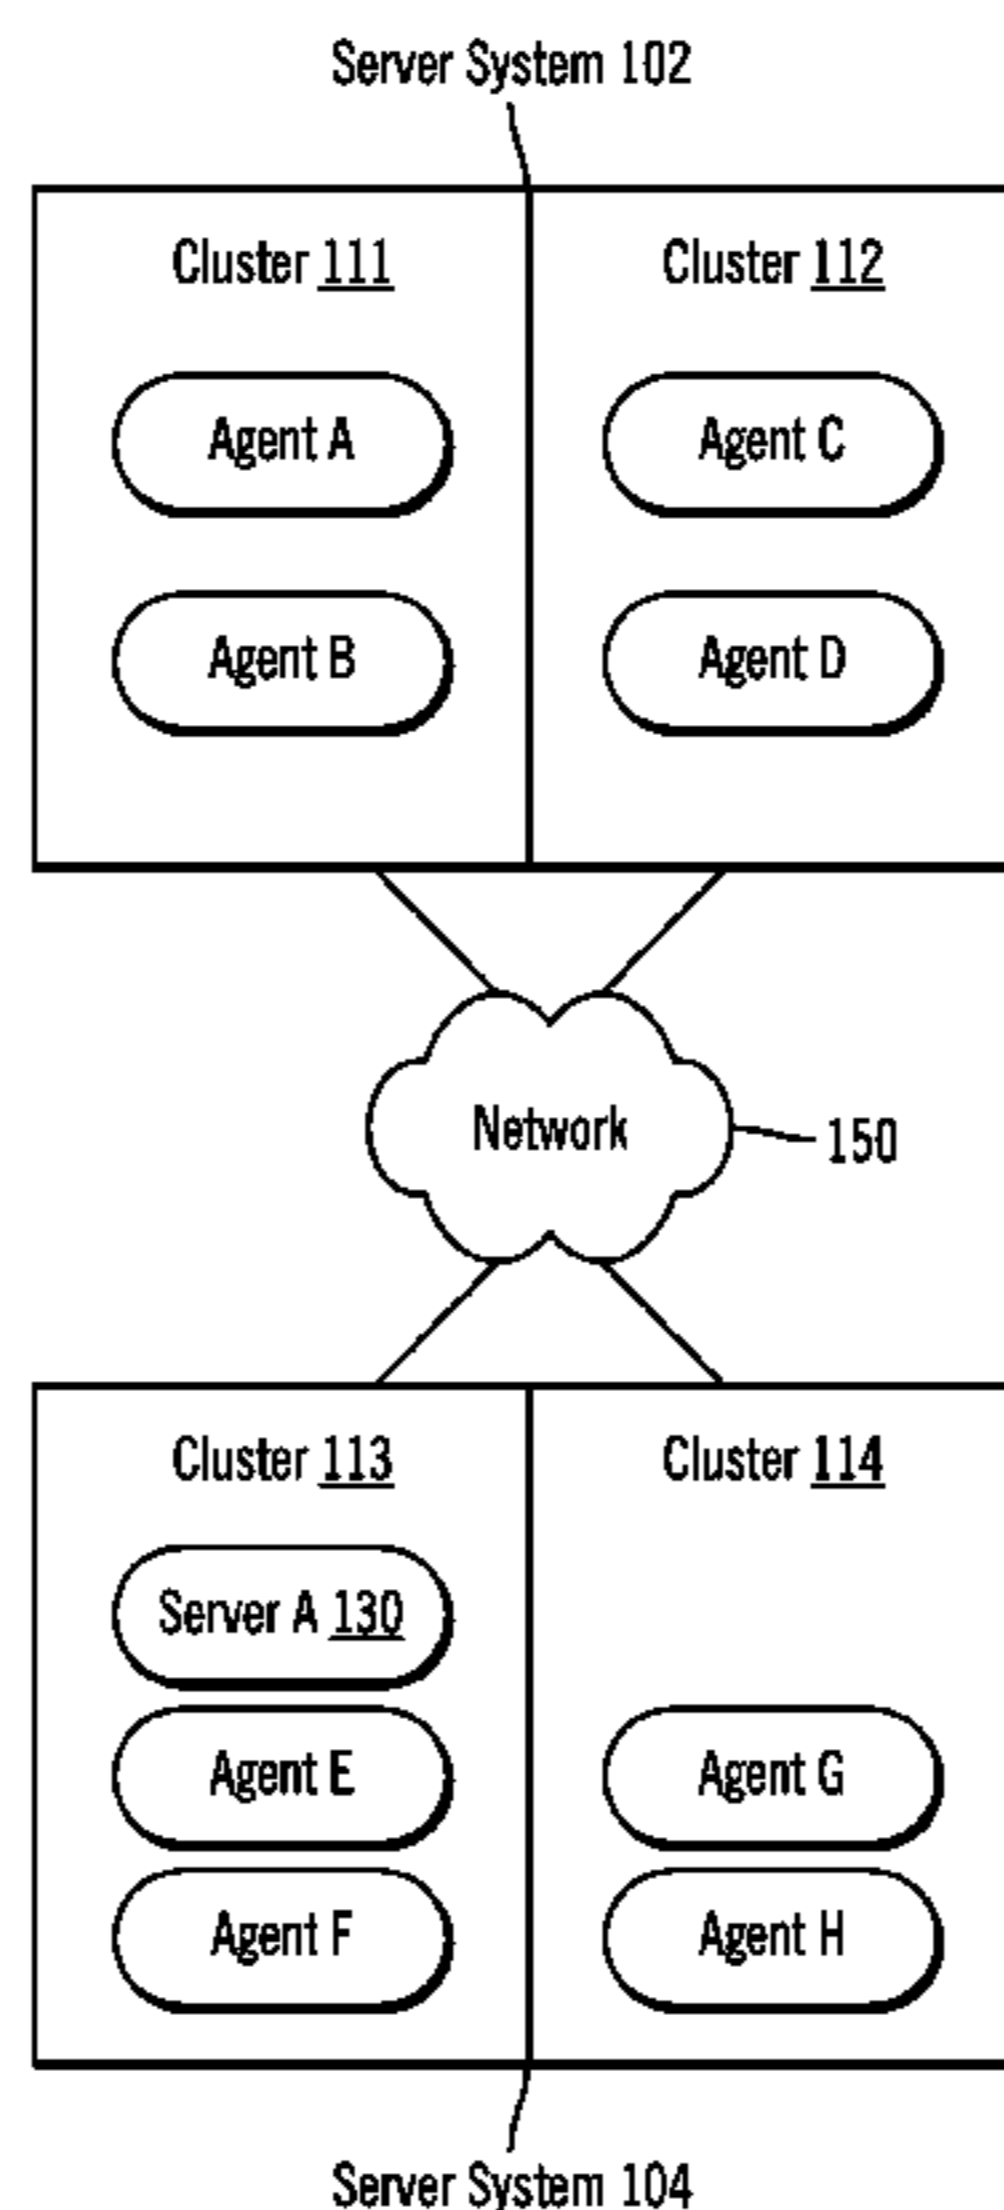 Server System 102
Cluster 111
Cluster 112
Agent A
Agent C
Agent B
Agent D
Network
150
Cluster 113
Cluster 114
Server A 130
Agent E
Agent G
Agent F
Agent H
Server System 104